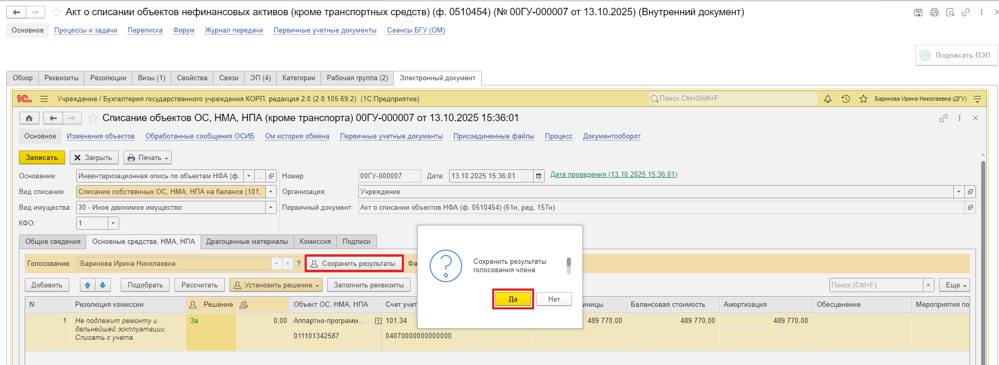 Акт о списании объектов нефинансовых активов (кроме транспортных средств) (ф. 0510454) (№ 00ГУ-000007 от 13.10.2025) (Внутренний документ)
Основное Процессы и задачи Переписка Форум Журнал передачи Первичные учетные документы Сеансы БГУ (ОМ)
Подписать ПЭП
Обзор Реквизиты Резолюции Визы (1) Свойства Связи ЭП (4) Категории Рабочая группа (2) Электронный документ
1С Учреждение / Бухгалтерия государственного учреждения КОРП, редакция 2.0 (2.0.105.69.2) (1С:Предприятие) Поиск Ctrl+Shift+F Баринова Ирина Николаевна (ДГУ)
Списание объектов ОС, НМА, НПА (кроме транспорта) 00ГУ-000007 от 13.10.2025 15:36:01
Основное Изменения объектов Обработанные сообщения ОСИБ Ом история обмена Первичные учетные документы Присоединенные файлы Процесс Документооборот
Записать Закрыть Печать
Основание: Инвентаризационная опись по объектам НФА (ф. ... Номер: 00ГУ-000007 Дата: 13.10.2025 15:36:01 Дата проведения (13.10.2025 15:36:01)
Вид списания: Списание собственных ОС, НМА, НПА на балансе (101, Организация: Учреждение
Вид имущества: 30 - Иное движимое имущество Первичный документ: Акт о списании объектов НФА (ф. 0510454) (61н, ред. 157н)
КФО: 1
Общие сведения Основные средства, НМА, НПА Драгоценные материалы Комиссия Подписи
Голосование: Баринова Ирина Николаевна ? Сохранить результаты Фа
Сохранить результаты
голосования члена
Да Нет
Добавить Подобрать Рассчитать Установить решение Заполнить реквизиты Поиск (Ctrl+F) × Еще
N Резолюция комиссии Решение Объект ОС, НМА, НПА Счет учет иницы Балансовая стоимость Амортизация Обесценение Мероприятия по
1 Не подлежит ремонту и За 0,00 Аппартно-программ... 1 101.34 489 770,00 489 770,00 489 770,00
дальнейшей эскплуатации.
Списать с учета. 011101342587 04070000000000000